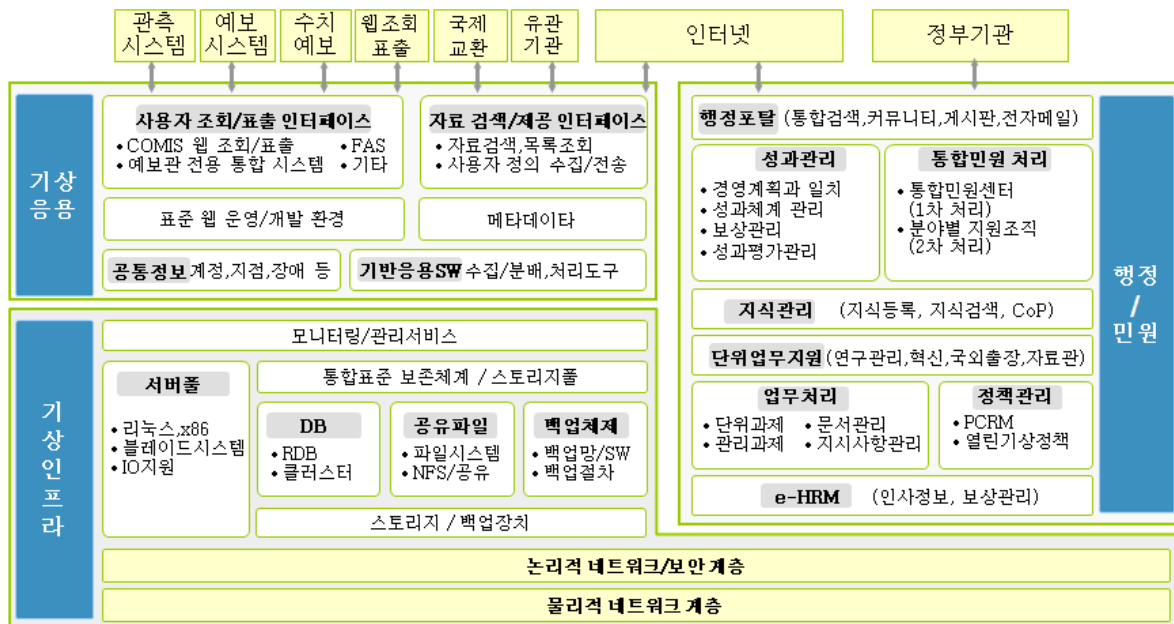 관측
시스템
예보
시스템
수치
예보
웹조회
표출
국제
교환
유관
기관
인터넷
정부기관
기상
응용
사용자 조회/표출 인터페이스
• COMIS 웹 조회/표출
• FAS
• 예보관 전용 통합 시스템
• 기타
자료 검색/제공 인터페이스
• 자료검색,목록조회
• 사용자 정의 수집/전송
표준 웹 운영/개발 환경
메타데이타
공통정보 계정,지점,장애 등
기반응용SW 수집/분배,처리도구
기
상
인
프
라
모니터링/관리서비스
서버풀
• 리눅스,x86
• 블레이드시스템
• IO지원
통합표준 보존체계 / 스토리지풀
DB
• RDB
• 클러스터
공유파일
• 파일시스템
• NFS/공유
백업체제
• 백업망/SW
• 백업절차
스토리지 / 백업장치
논리적 네트워크/보안 계층
물리적 네트워크 계층
행정포탈 (통합검색,커뮤니티,게시판,전자메일)
성과관리
• 경영계획과 일치
• 성과체계 관리
• 보상관리
• 성과평가관리
통합민원 처리
• 통합민원센터
(1차 처리)
• 분야별 지원조직
(2차 처리)
지식관리 (지식등록, 지식검색, CoP)
단위업무지원 (연구관리,혁신,국외출장,자료관)
업무처리
• 단위과제
• 문서관리
• 관리과제
• 지시사항관리
정책관리
• PCRM
• 열린기상정책
e-HRM (인사정보, 보상관리)
행정
/
민원